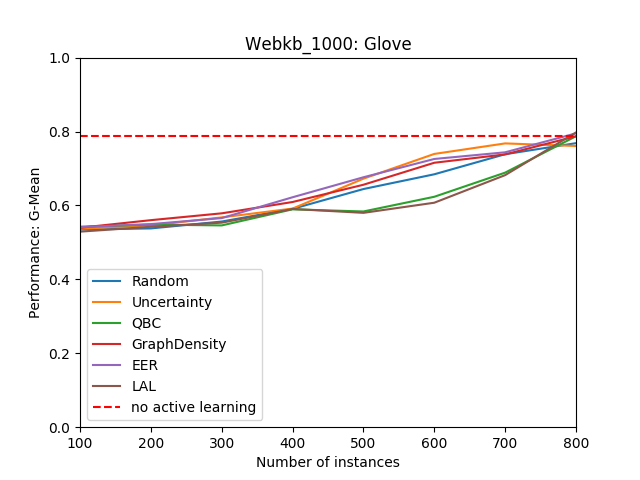 Webkb_1000: Glove
Performance: G-Mean
1.0
0.8
0.6
0.4
0.2
0.0
Random
Uncertainty
QBC
GraphDensity
EER
LAL
no active learning
100 200 300 400 500 600 700 800
Number of instances